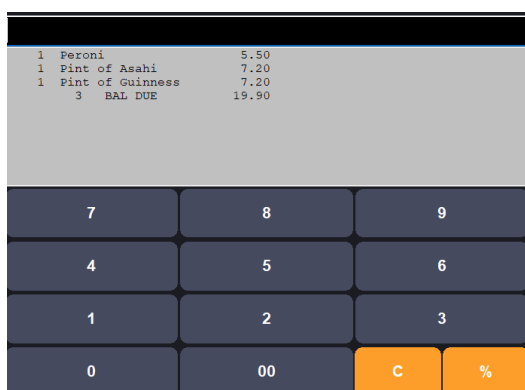 1 Peroni 5.50
1 Pint of Asahi 7.20
1 Pint of Guinness 7.20
3 BAL DUE 19.90
7 8 9
4 5 6
1 2 3
0 00 C %